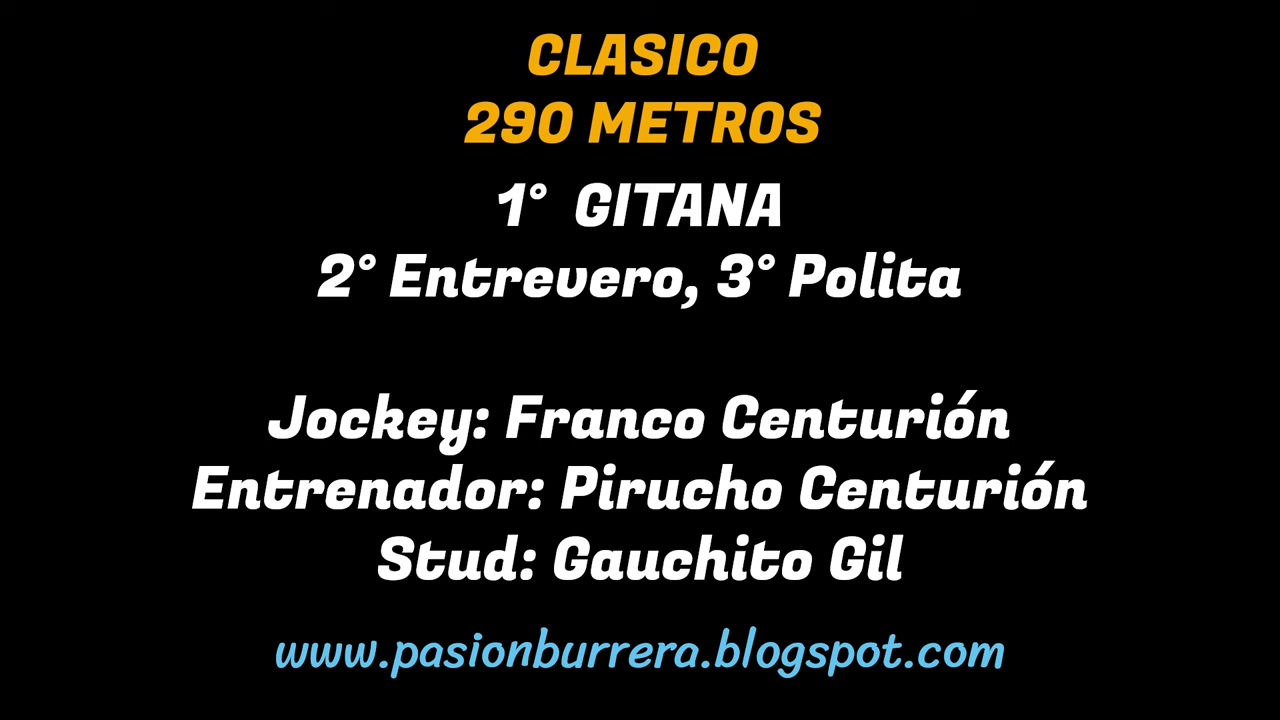 CLASICO
290 METROS
1° GITANA
2° Entrevero, 3° Polita
Jockey: Franco Centurión
Entrenador: Pirucho Centurión
Stud: Gauchito Gil
www.pasionburrera.blogspot.com